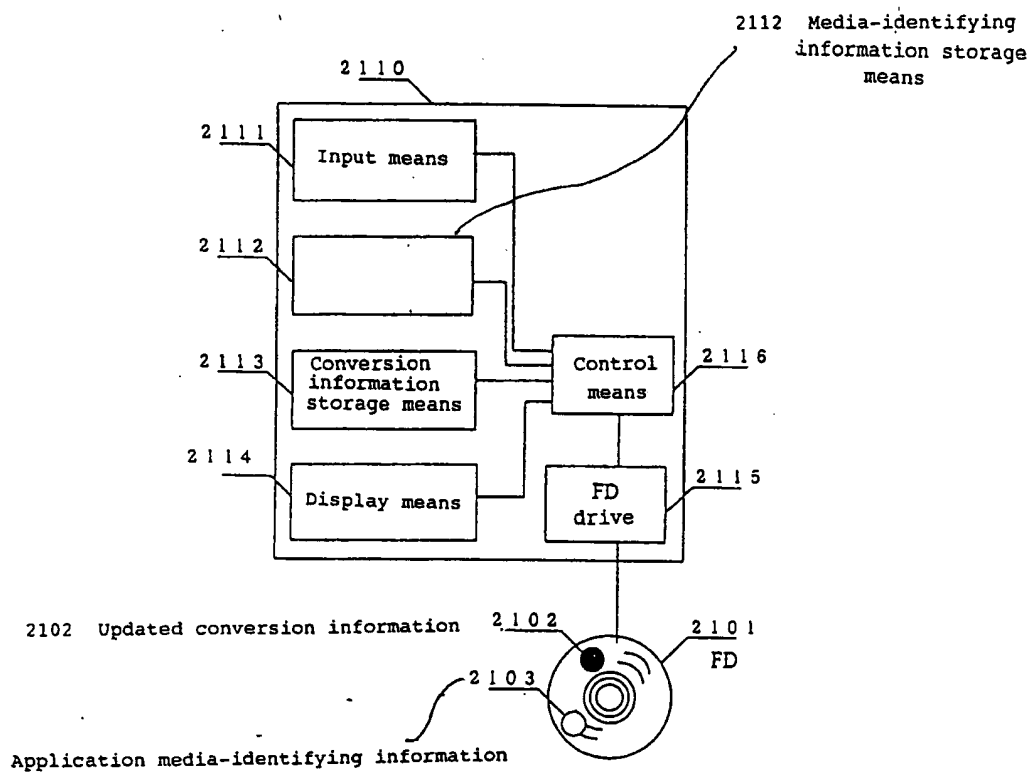 2112 Media-identifying
information storage
means
2110
2111
Input means
2112
2113
Conversion
information
storage means
Control
means
2116
2114
Display means
FD
drive
2115
2102 Updated conversion information
2102
2101
FD
2103
Application media-identifying information